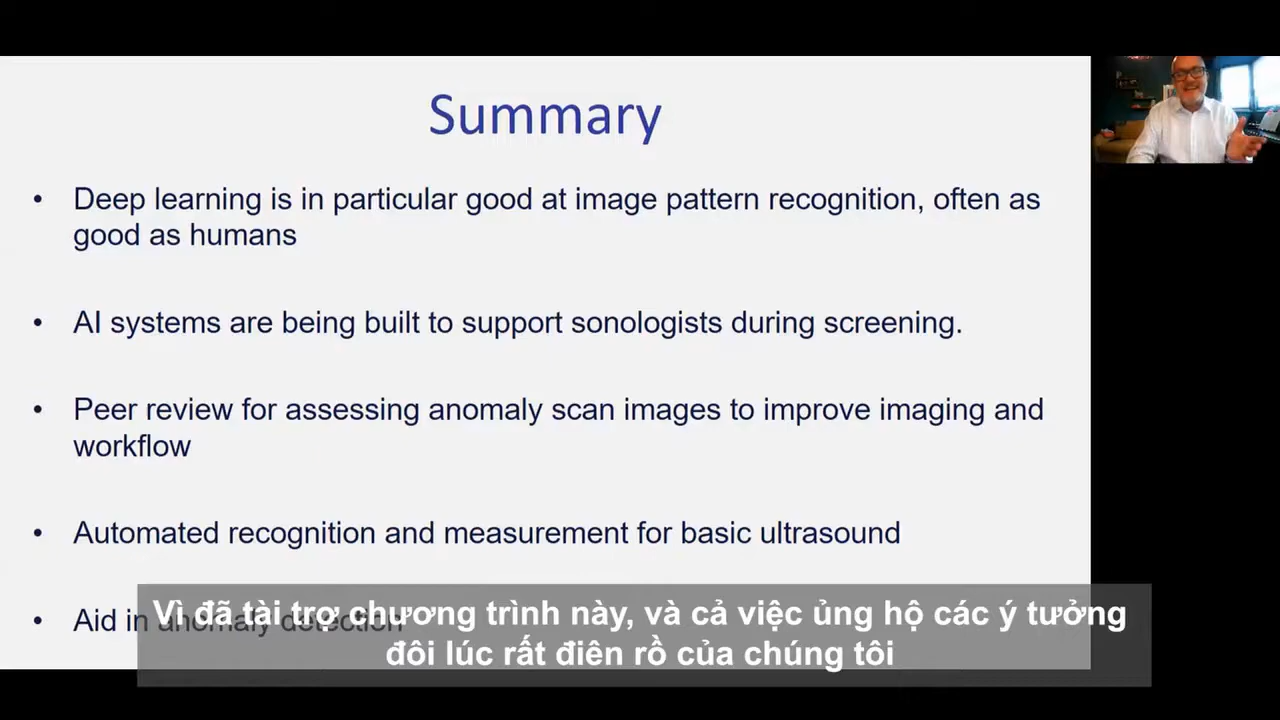 Summary
• Deep learning is in particular good at image pattern recognition, often as
good as humans
• AI systems are being built to support sonologists during screening.
• Peer review for assessing anomaly scan images to improve imaging and
workflow
• Automated recognition and measurement for basic ultrasound
• Aid in anomaly detection
Vì đã tài trợ chương trình này, và cả việc ủng hộ các ý tưởng
đôi lúc rất điên rồ của chúng tôi